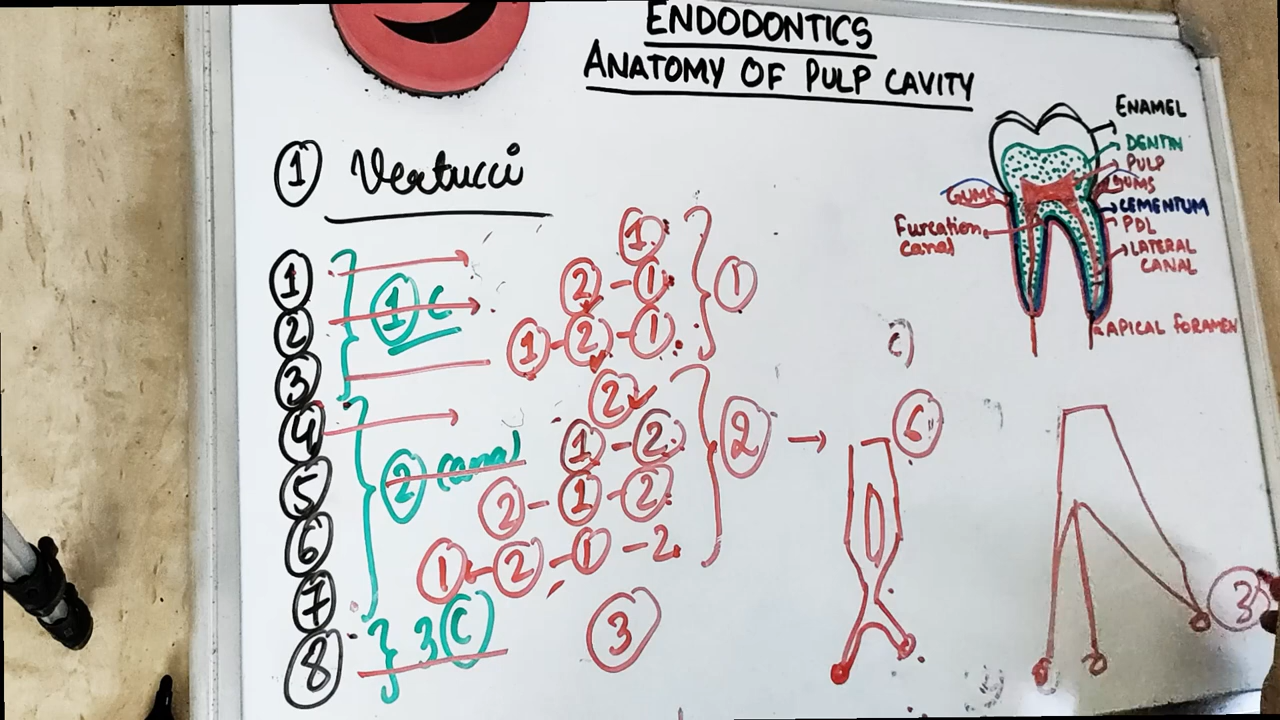 ENDODONTICS
ANATOMY OF PULP CAVITY
① Vertucci
ENAMEL
DENTIN
PULP
GUMS
GUMS
CEMENTUM
PDL
Furcation canal
LATERAL CANAL
APICAL FORAMEN
①
②
③
① C
①
② - ①
① - ② - ①
①
④
⑤
⑥
⑦
② canal
②
① - ②
② - ① - ②
① - ② - ① - 2
② →
6
⑧
3 Ⓒ
③
③